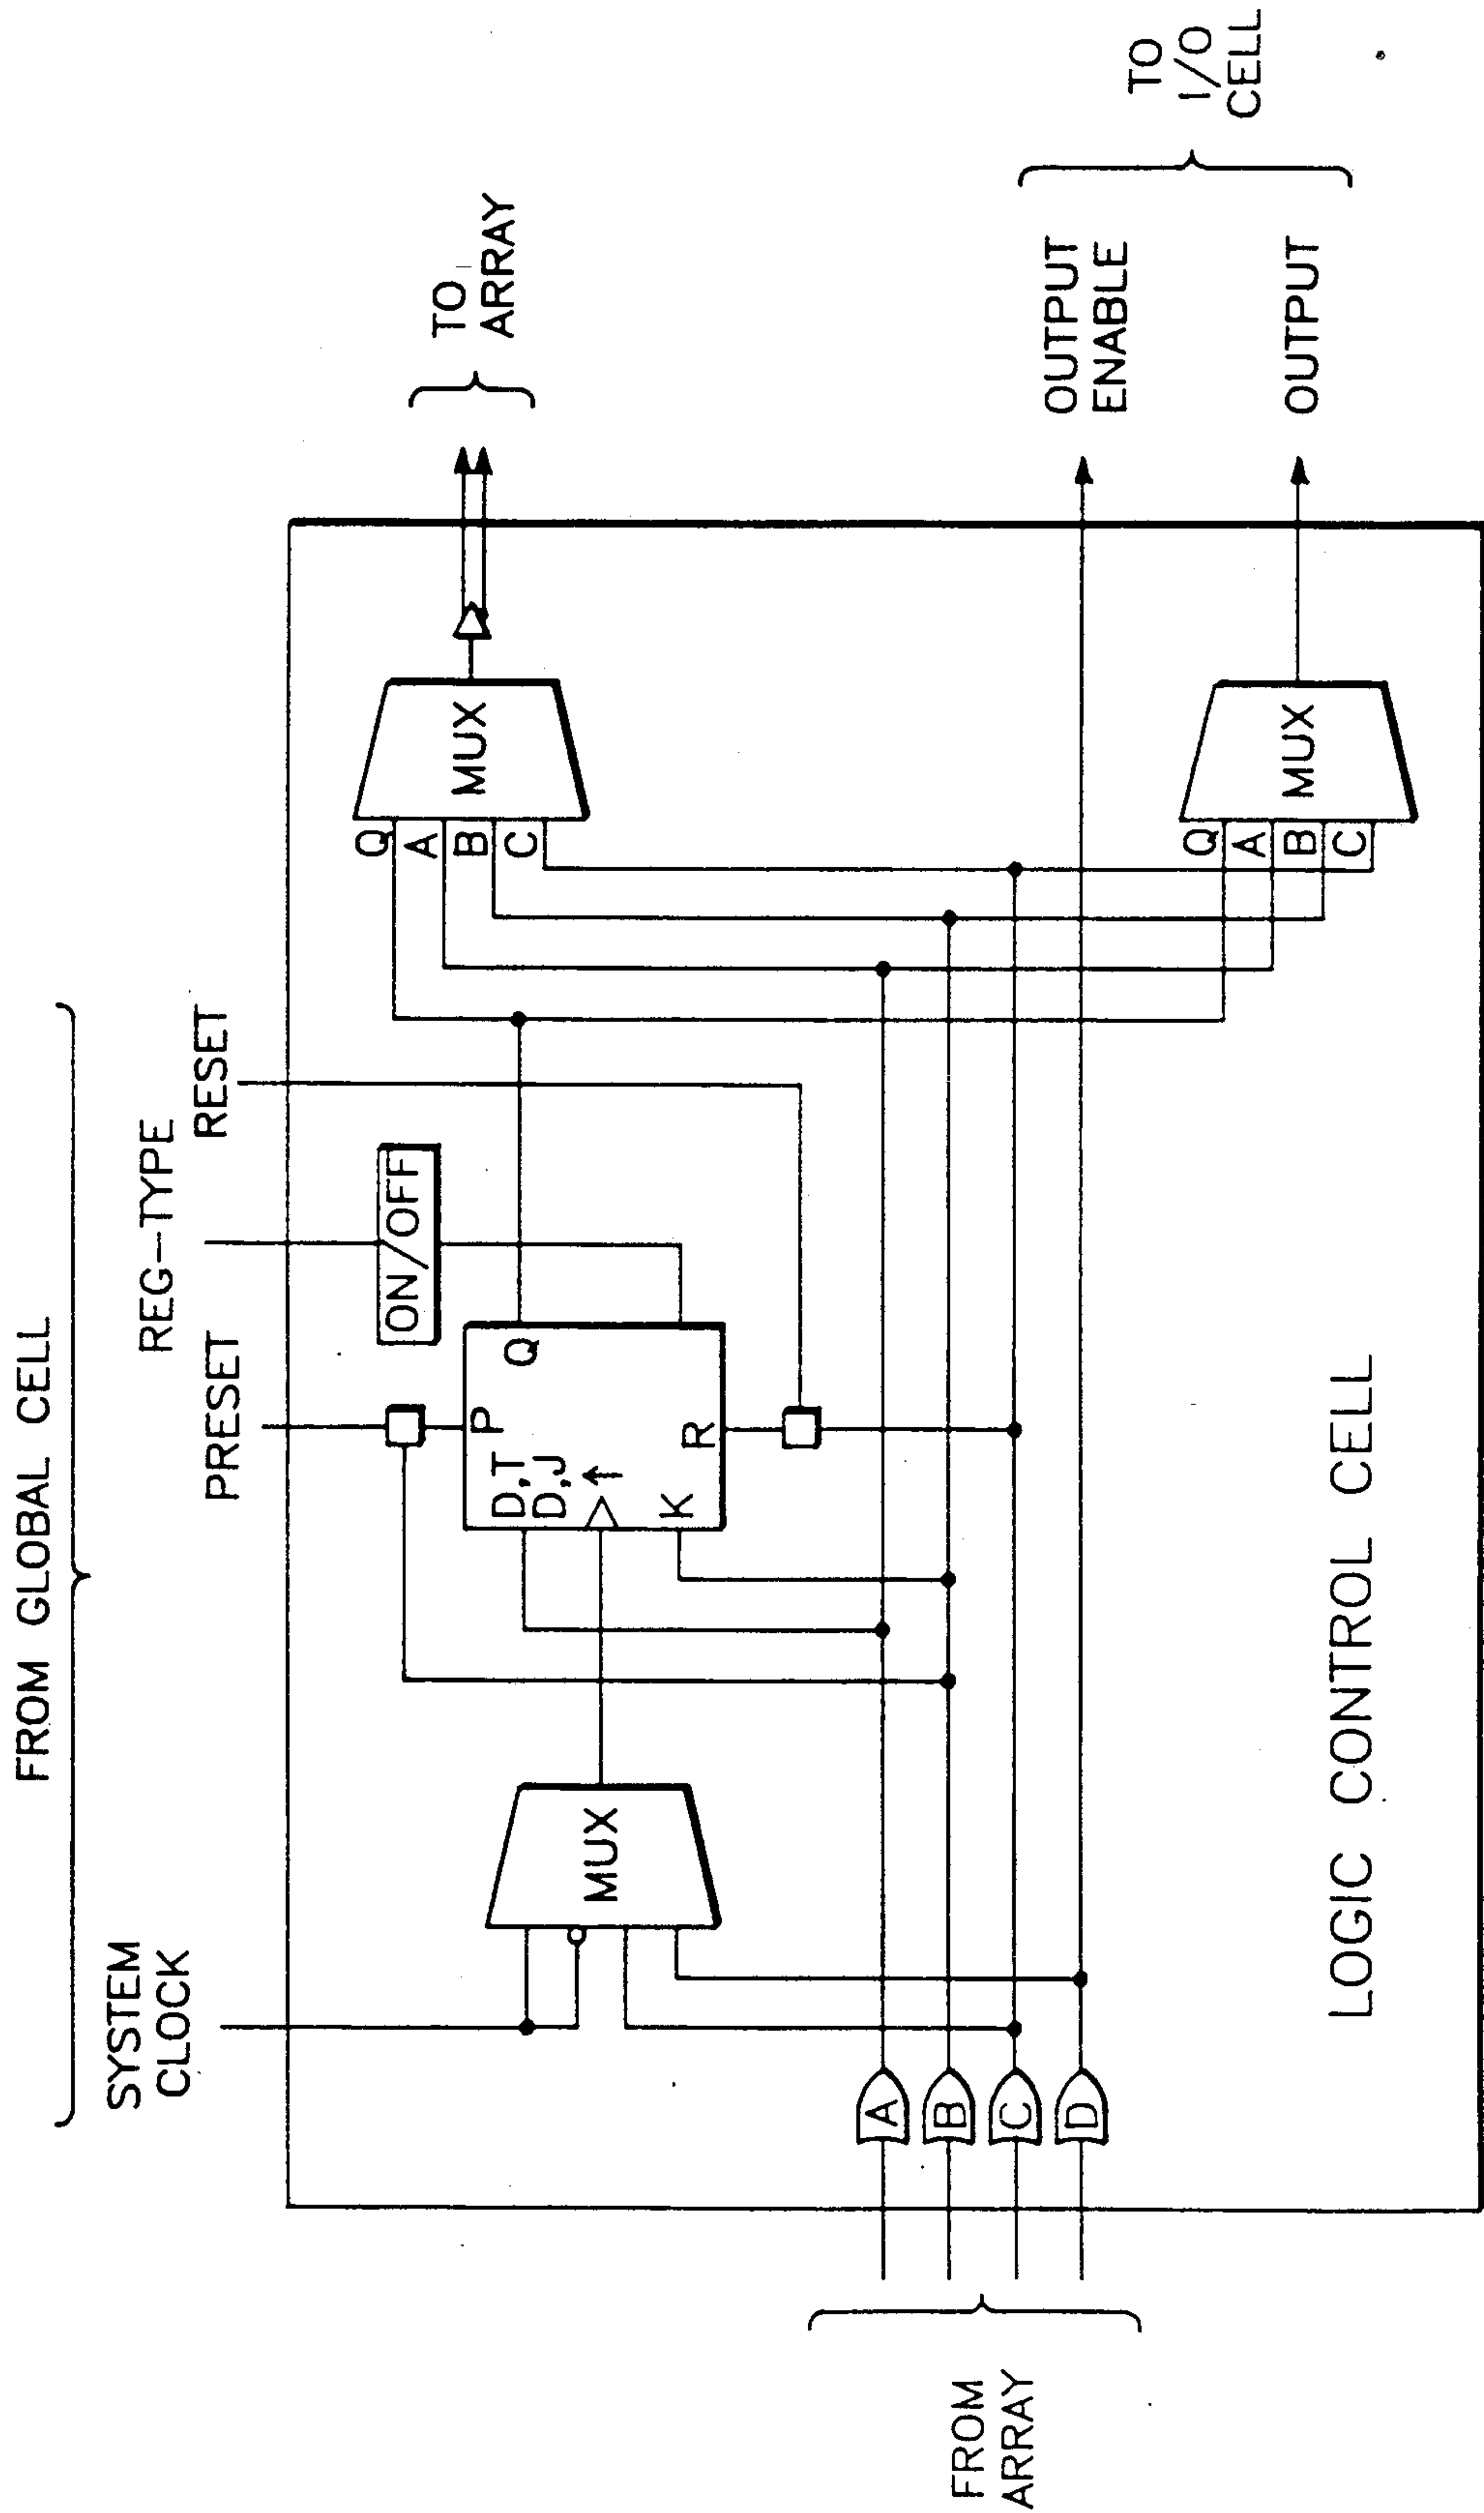 FROM GLOBAL CELL
SYSTEM
CLOCK
PRESET
REG-TYPE
RESET
ON/OFF
TO
ARRAY
MUX
P
D,T
D,J
Q
K
R
Q
A
B
C
MUX
FROM
ARRAY
A
B
C
D
OUTPUT
ENABLE
TO
I/O
CELL
Q
A
B
C
MUX
OUTPUT
LOGIC CONTROL CELL